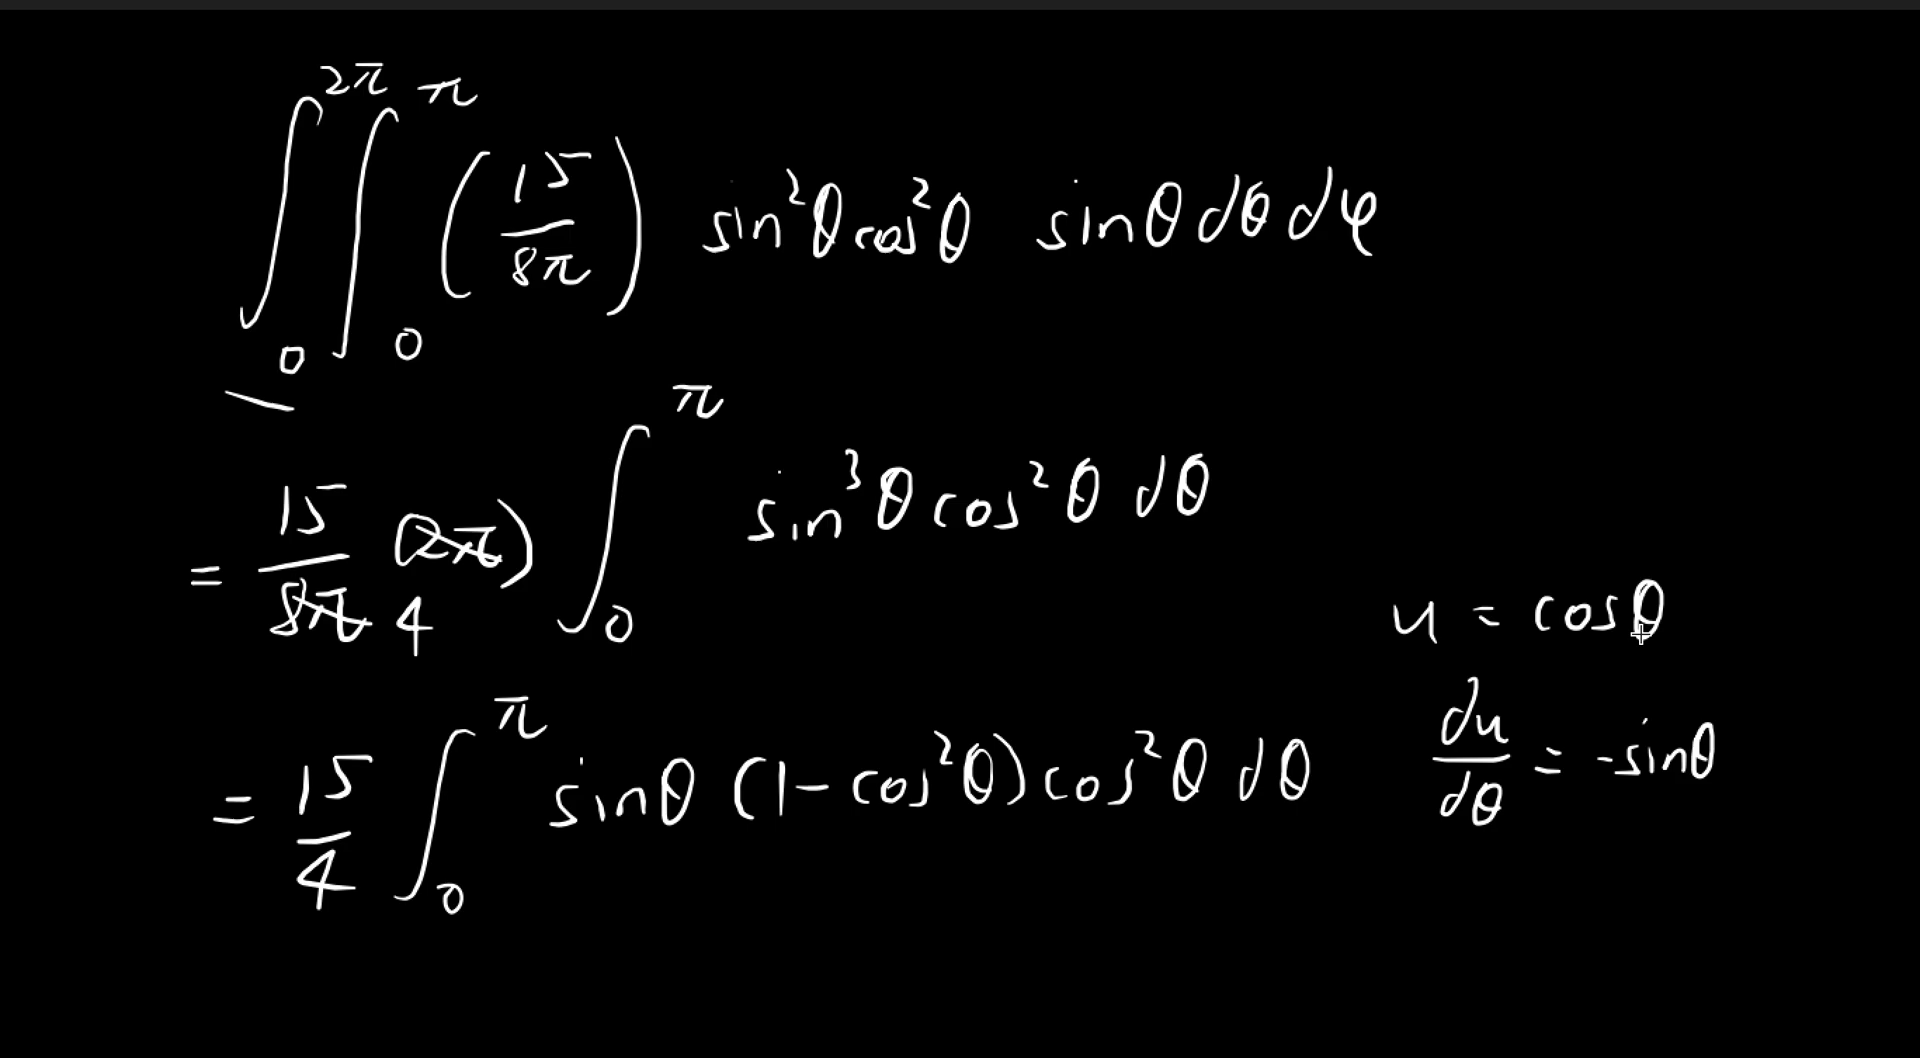 ∫₀^{2π} ∫₀^{π} (15/8π) sin²θ cos²θ sinθ dθ dφ
= 15/8π (2π) 4 ∫₀^{π} sin³θ cos²θ dθ
u = cosθ
= 15/4 ∫₀^{π} sinθ (1 - cos²θ) cos²θ dθ
du/dθ = -sinθ